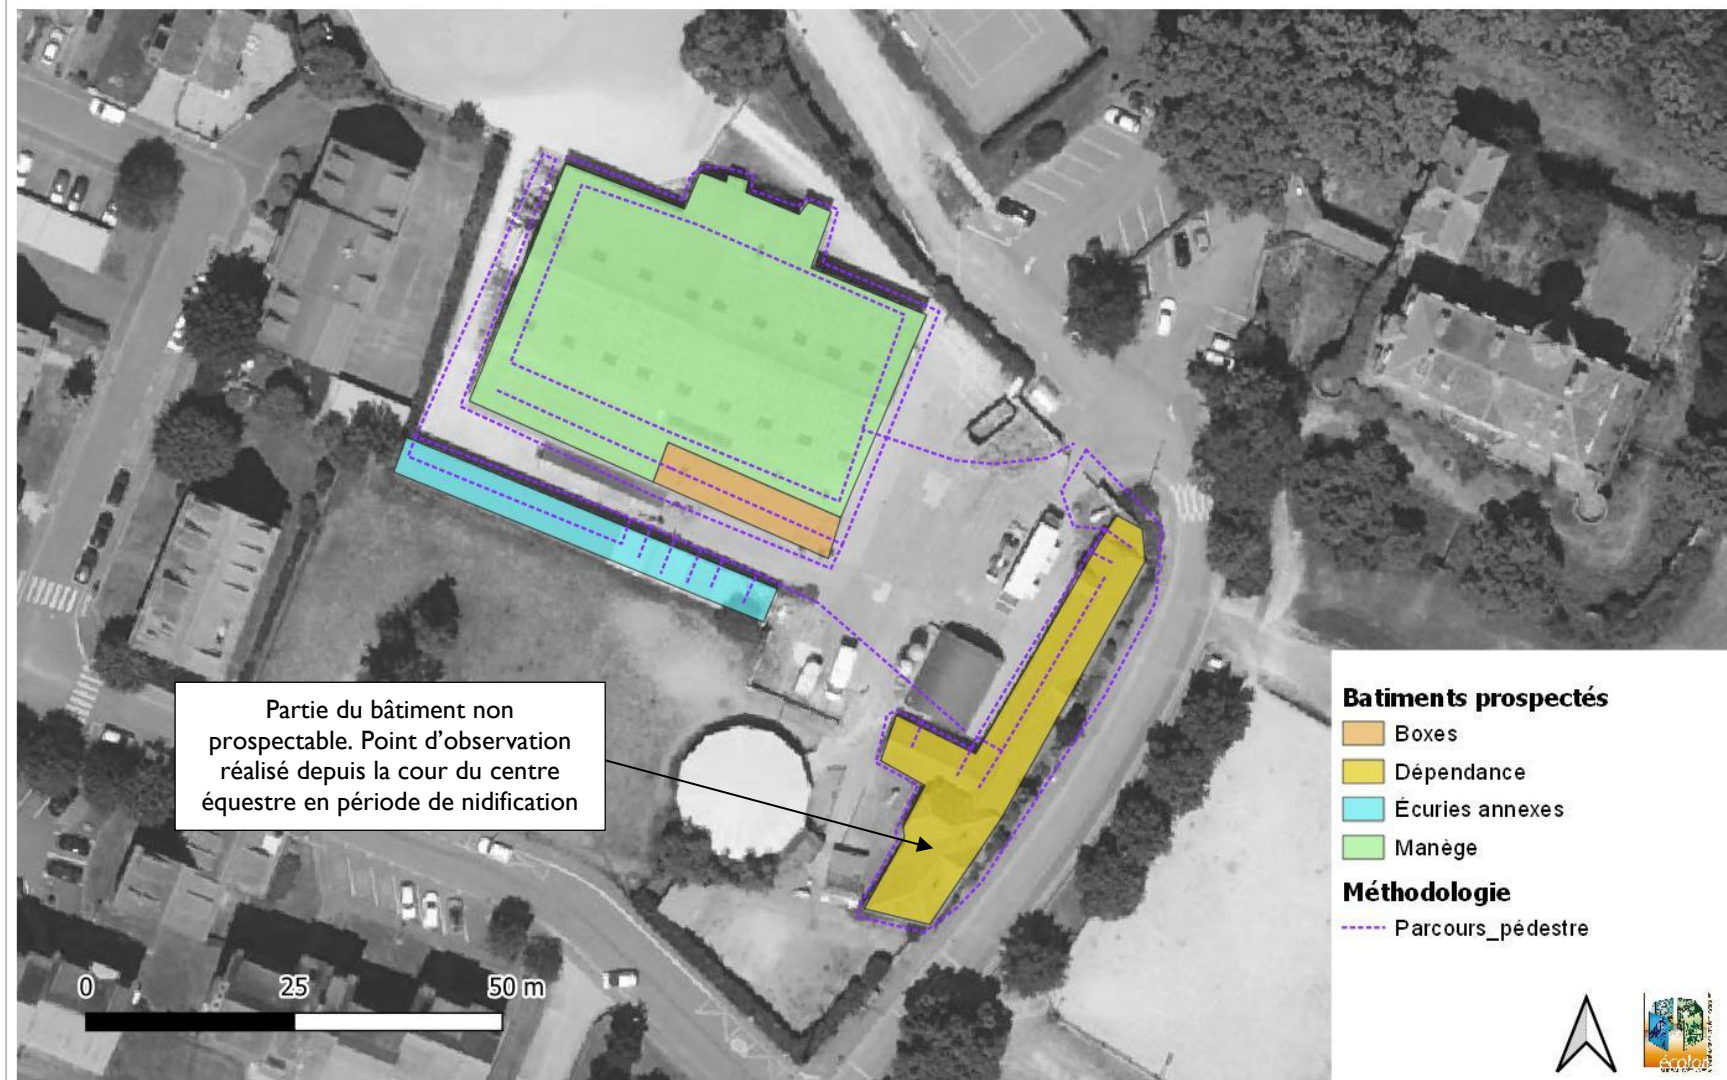 Partie du bâtiment non
prospectable. Point d’observation
réalisé depuis la cour du centre
équestre en période de nidification
Batiments prospectés
Boxes
Dépendance
Écuries annexes
Manège
Méthodologie
Parcours_pédestre
0 25 50 m